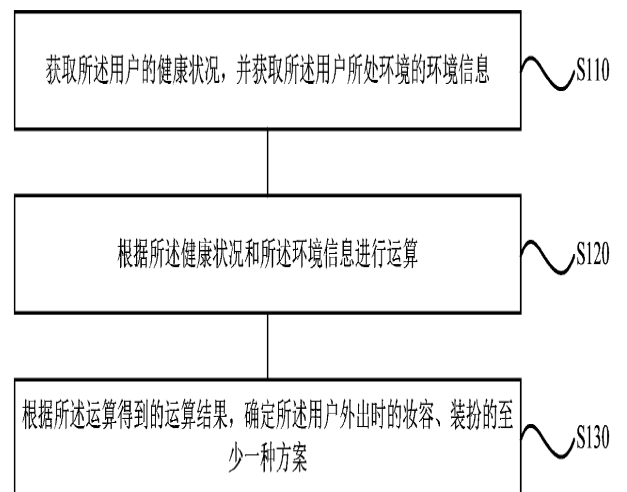 获取所述用户的健康状况，并获取所述用户所处环境的环境信息
S110
根据所述健康状况和所述环境信息进行运算
S120
根据所述运算得到的运算结果，确定所述用户外出时的妆容、装扮的至
少一种方案
S130